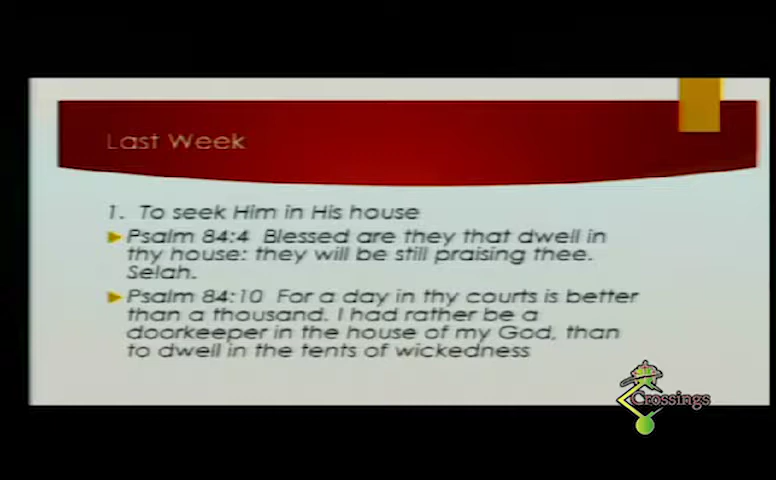 Last Week
1. To seek Him in His house
Psalm 84:4 Blessed are they that dwell in
thy house: they will be still praising thee.
Selah.
Psalm 84:10 For a day in thy courts is better
than a thousand. I had rather be a
doorkeeper in the house of my God, than
to dwell in the tents of wickedness
Crossings